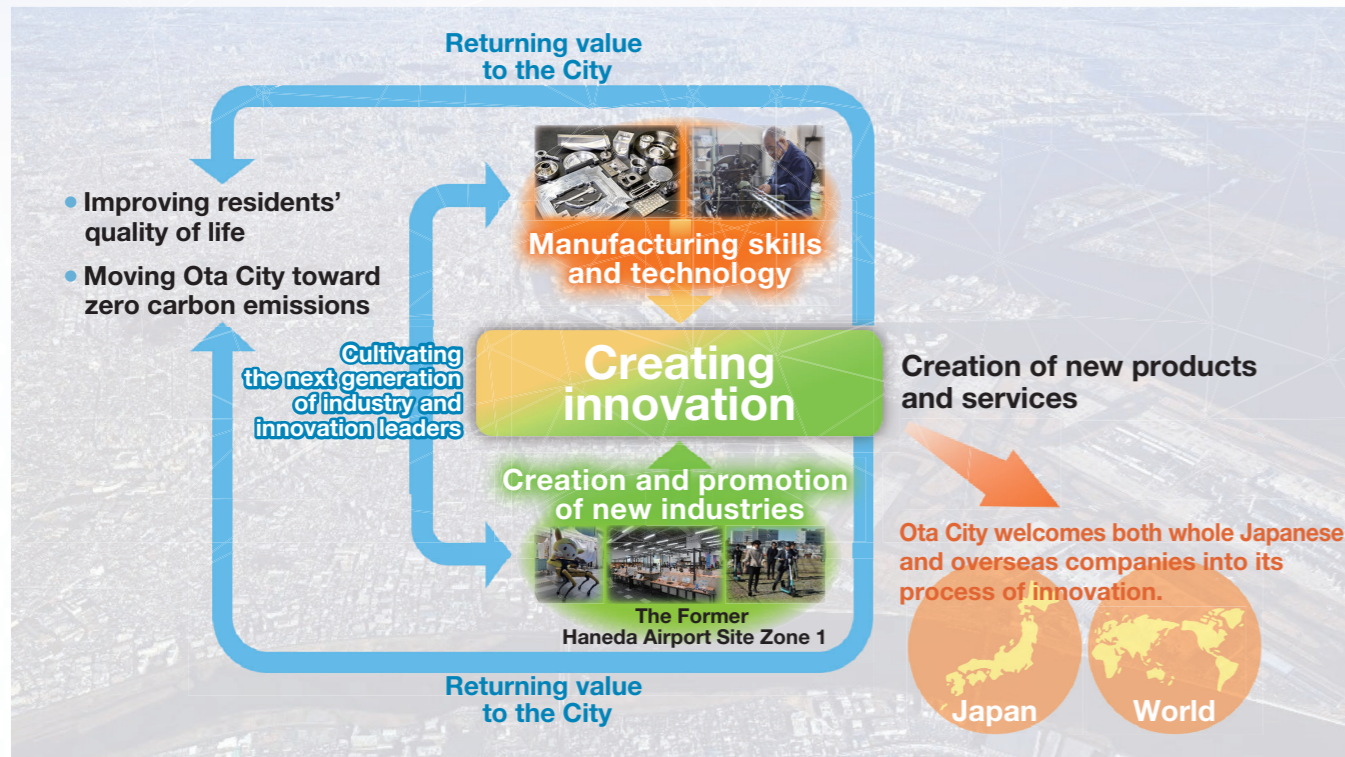 Returning value
to the City
• Improving residents’
quality of life
• Moving Ota City toward
zero carbon emissions
Manufacturing skills
and technology
Cultivating
the next generation
of industry and
innovation leaders
Creating
innovation
Creation of new products
and services
Creation and promotion
of new industries
The Former
Haneda Airport Site Zone 1
Ota City welcomes both whole Japanese
and overseas companies into its
process of innovation.
Japan
World
Returning value
to the City